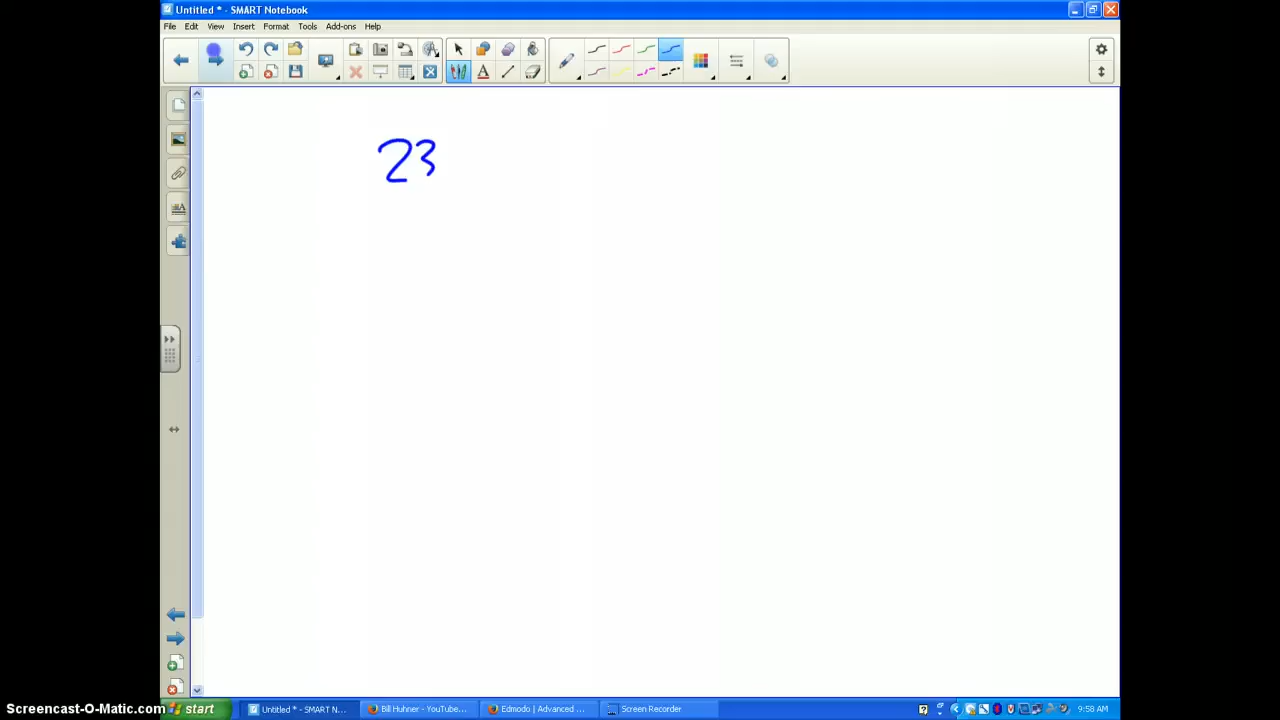 Untitled * - SMART Notebook
File Edit View Insert Format Tools Add-ons Help
23
Screencast-O-Matic.com
start
Untitled * - SMART N...
Bill Huhner - YouTube...
Edmodo | Advanced ...
Screen Recorder
9:58 AM